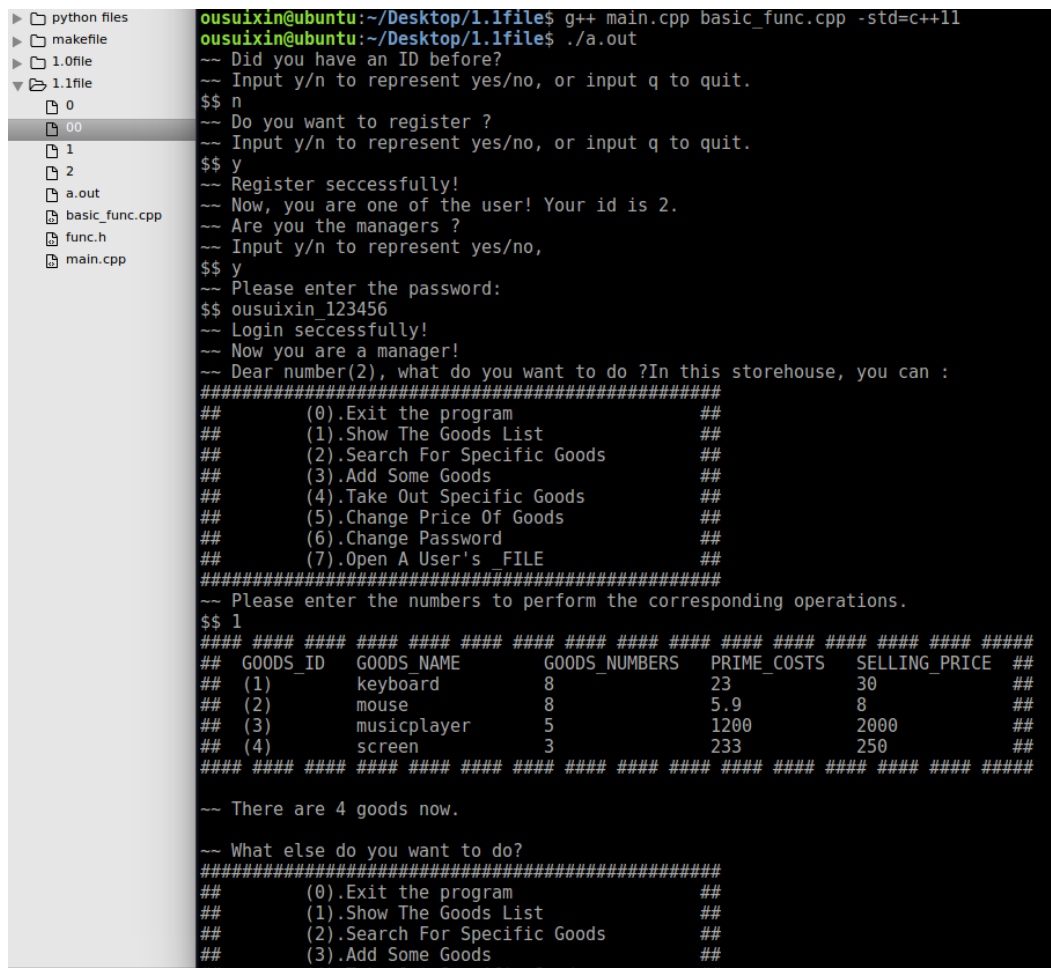 python files
makefile
1.0file
1.1file
0
00
1
2
a.out
basic_func.cpp
func.h
main.cpp
ousuixin@ubuntu:~/Desktop/1.1file$ g++ main.cpp basic_func.cpp -std=c++11
ousuixin@ubuntu:~/Desktop/1.1file$ ./a.out
~~ Did you have an ID before?
~~ Input y/n to represent yes/no, or input q to quit.
$$ n
~~ Do you want to register ?
~~ Input y/n to represent yes/no, or input q to quit.
$$ y
~~ Register seccessfully!
~~ Now, you are one of the user! Your id is 2.
~~ Are you the managers ?
~~ Input y/n to represent yes/no,
$$ y
~~ Please enter the password:
$$ ousuixin_123456
~~ Login seccessfully!
~~ Now you are a manager!
~~ Dear number(2), what do you want to do ?In this storehouse, you can :
##################################################
##        (0).Exit the program                  ##
##        (1).Show The Goods List               ##
##        (2).Search For Specific Goods         ##
##        (3).Add Some Goods                    ##
##        (4).Take Out Specific Goods           ##
##        (5).Change Price Of Goods             ##
##        (6).Change Password                   ##
##        (7).Open A User's _FILE               ##
##################################################
~~ Please enter the numbers to perform the corresponding operations.
$$ 1
#### #### #### #### #### #### #### #### #### #### #### #### #### #### #### #####
##  GOODS_ID   GOODS_NAME        GOODS_NUMBERS   PRIME_COSTS   SELLING_PRICE  ##
##  (1)        keyboard          8               23            30             ##
##  (2)        mouse             8               5.9           8              ##
##  (3)        musicplayer       5               1200          2000           ##
##  (4)        screen            3               233           250            ##
#### #### #### #### #### #### #### #### #### #### #### #### #### #### #### #####
~~ There are 4 goods now.
~~ What else do you want to do?
##################################################
##        (0).Exit the program                  ##
##        (1).Show The Goods List               ##
##        (2).Search For Specific Goods         ##
##        (3).Add Some Goods                    ##